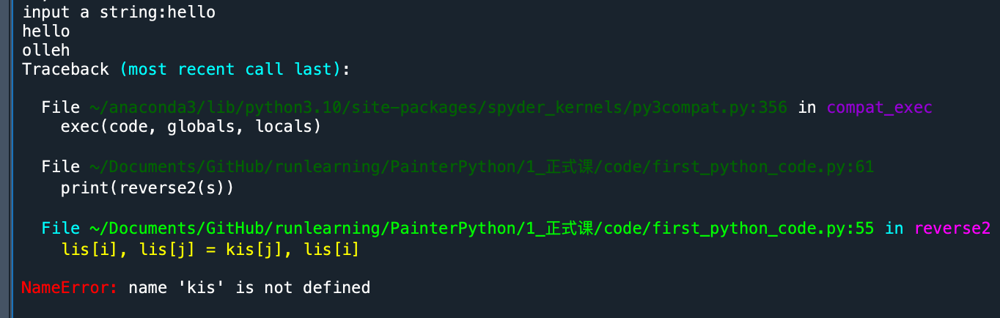 input a string:hello
hello
olleh
Traceback (most recent call last):
File ~/anaconda3/lib/python3.10/site-packages/spyder_kernels/py3compat.py:356 in compat_exec
exec(code, globals, locals)
File ~/Documents/GitHub/runlearning/PainterPython/1_正式课/code/first_python_code.py:61
print(reverse2(s))
File ~/Documents/GitHub/runlearning/PainterPython/1_正式课/code/first_python_code.py:55 in reverse2
lis[i], lis[j] = kis[j], lis[i]
NameError: name 'kis' is not defined